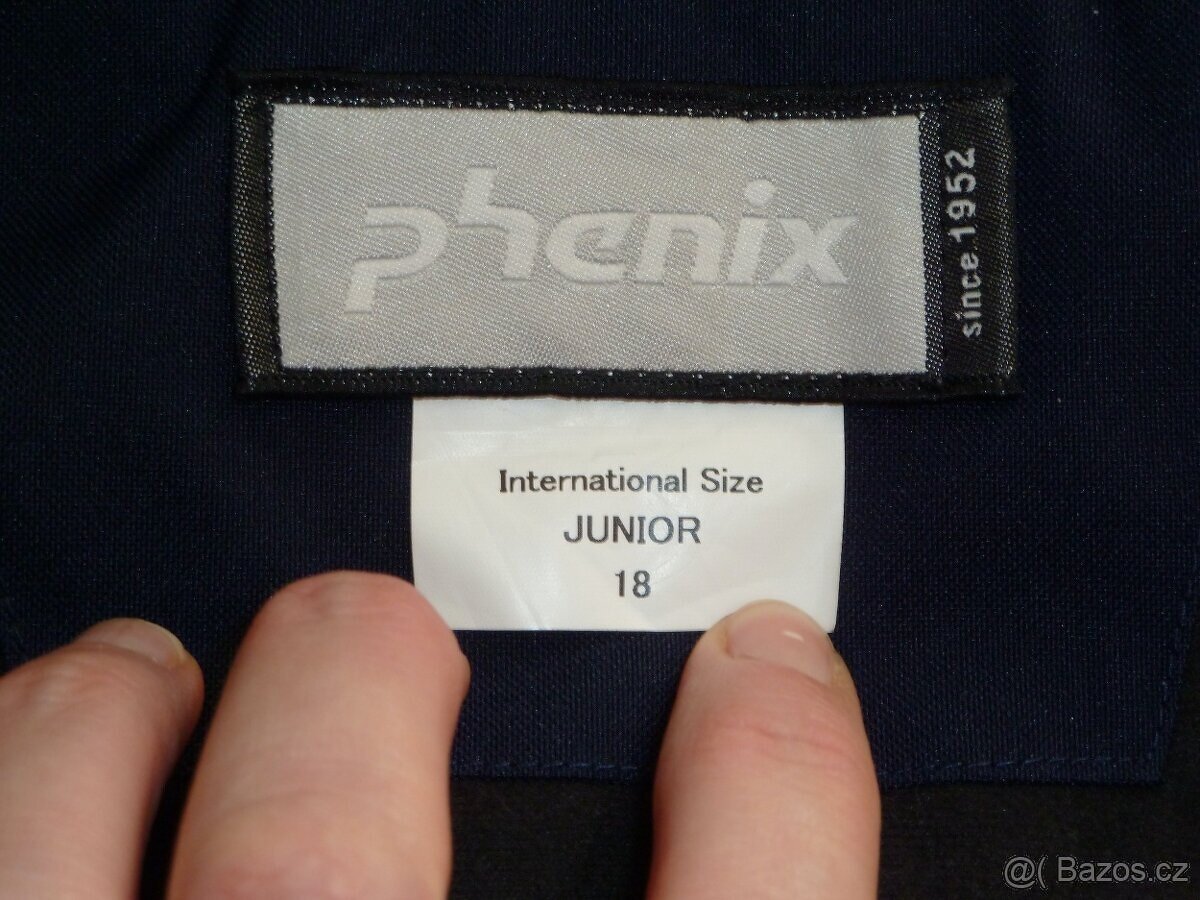 phenix
since 1952
International Size
JUNIOR
18
@( Bazos.cz